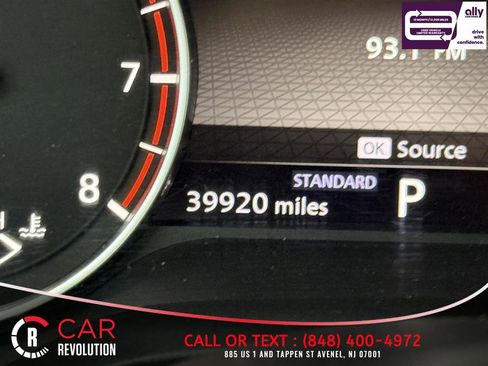 ally
drive
with
confidence.
93.1 FM
7
OK Source
STANDARD
P
8
39920 miles
H
R
CAR
REVOLUTION
CALL OR TEXT : (848) 400-4972
885 US 1 AND TAPPEN ST AVENEL, NJ 07001